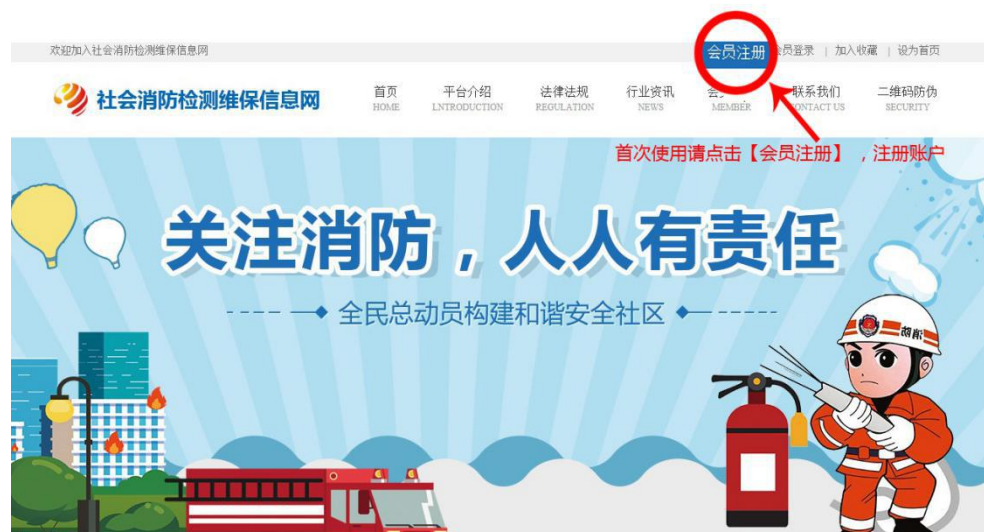 欢迎加入社会消防检测维保信息网
会员注册 员登录 | 加入收藏 | 设为首页
社会消防检测维保信息网
首页 平台介绍 法律法规 行业资讯 联系我们 二维码防伪
HOME LNTRODUCTION REGULATION NEWS MEMBER CONTACT US SECURITY
首次使用请点击【会员注册】,注册账户
关注消防,人人有责任
全民总动员构建和谐安全社区
消防